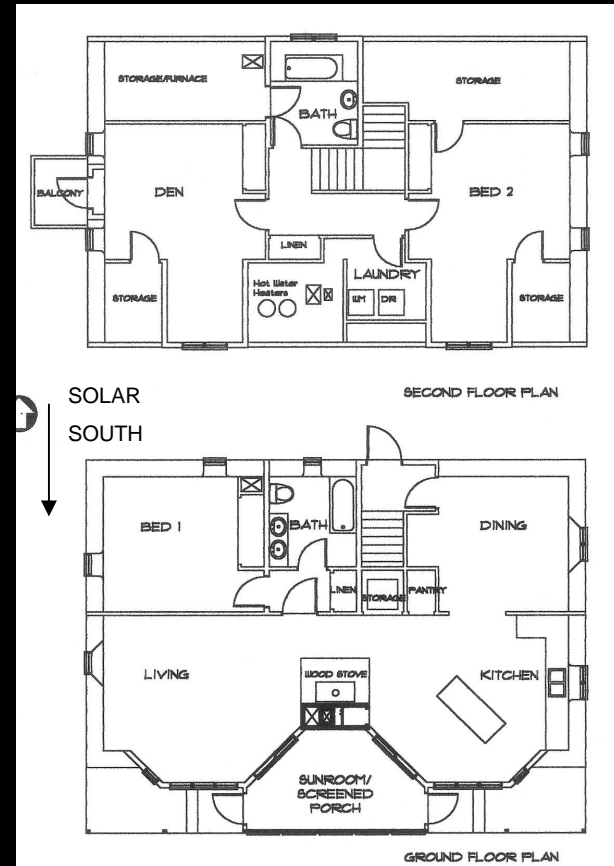 STORAGE/FURNACE
STORAGE
BATH
BALCONY
DEN
BED 2
LINEN
LAUNDRY
Hot Water
Heaters
WM
DR
STORAGE
STORAGE
SECOND FLOOR PLAN
SOLAR
SOUTH
BED 1
BATH
DINING
LINEN
STORAGE
PANTRY
LIVING
WOOD STOVE
KITCHEN
SUNROOM/
SCREENED
PORCH
GROUND FLOOR PLAN